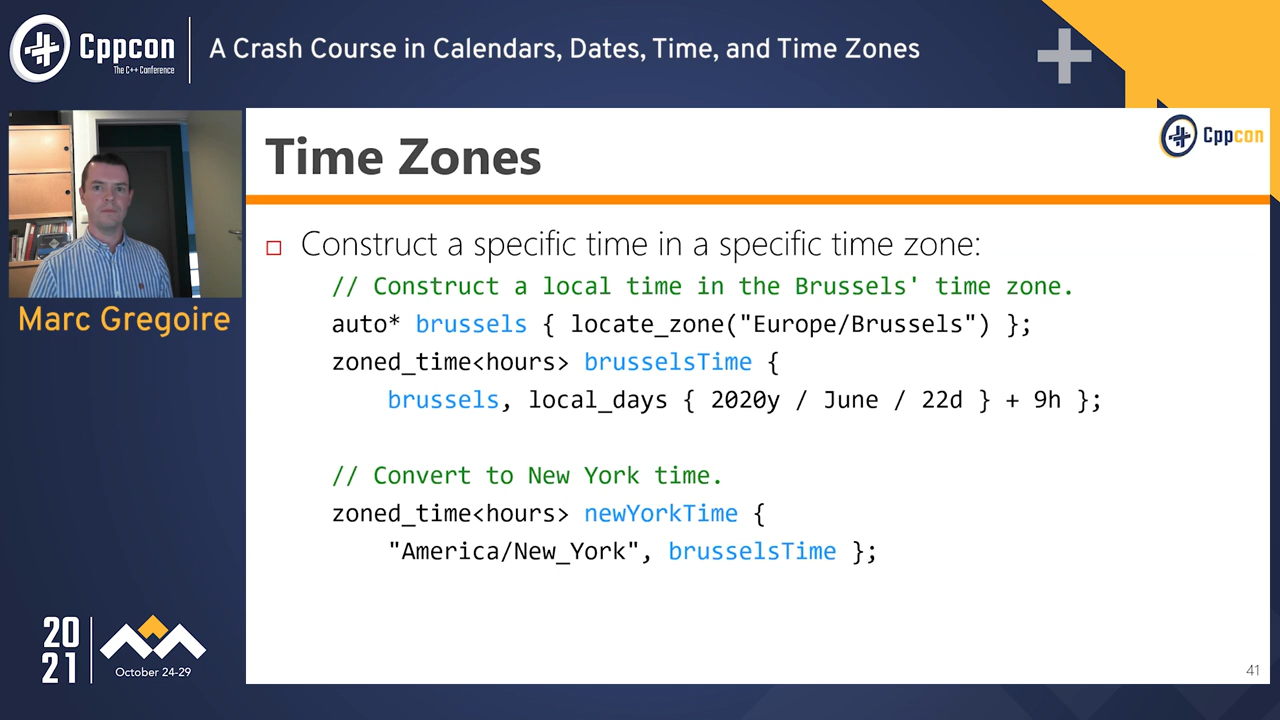 Cppcon
The C++ Conference
A Crash Course in Calendars, Dates, Time, and Time Zones
Cppcon
Time Zones
Marc Gregoire
Construct a specific time in a specific time zone:
// Construct a local time in the Brussels' time zone.
auto* brussels { locate_zone("Europe/Brussels") };
zoned_time<hours> brusselsTime {
brussels, local_days { 2020y / June / 22d } + 9h };
// Convert to New York time.
zoned_time<hours> newYorkTime {
"America/New_York", brusselsTime };
20
21
October 24-29
41